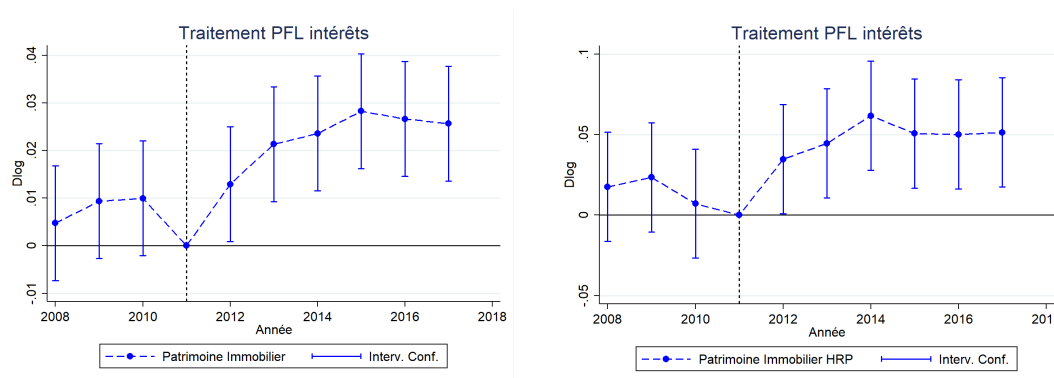 Traitement PFL intérêts
.04
.03
.02
.01
0
-.01
Dlog
2008 2010 2012 2014 2016 2018
Année
Patrimoine Immobilier Interv. Conf.
Traitement PFL intérêts
.1
.05
0
-.05
Dlog
2008 2010 2012 2014 2016
Année
Patrimoine Immobilier HRP Interv. Conf.